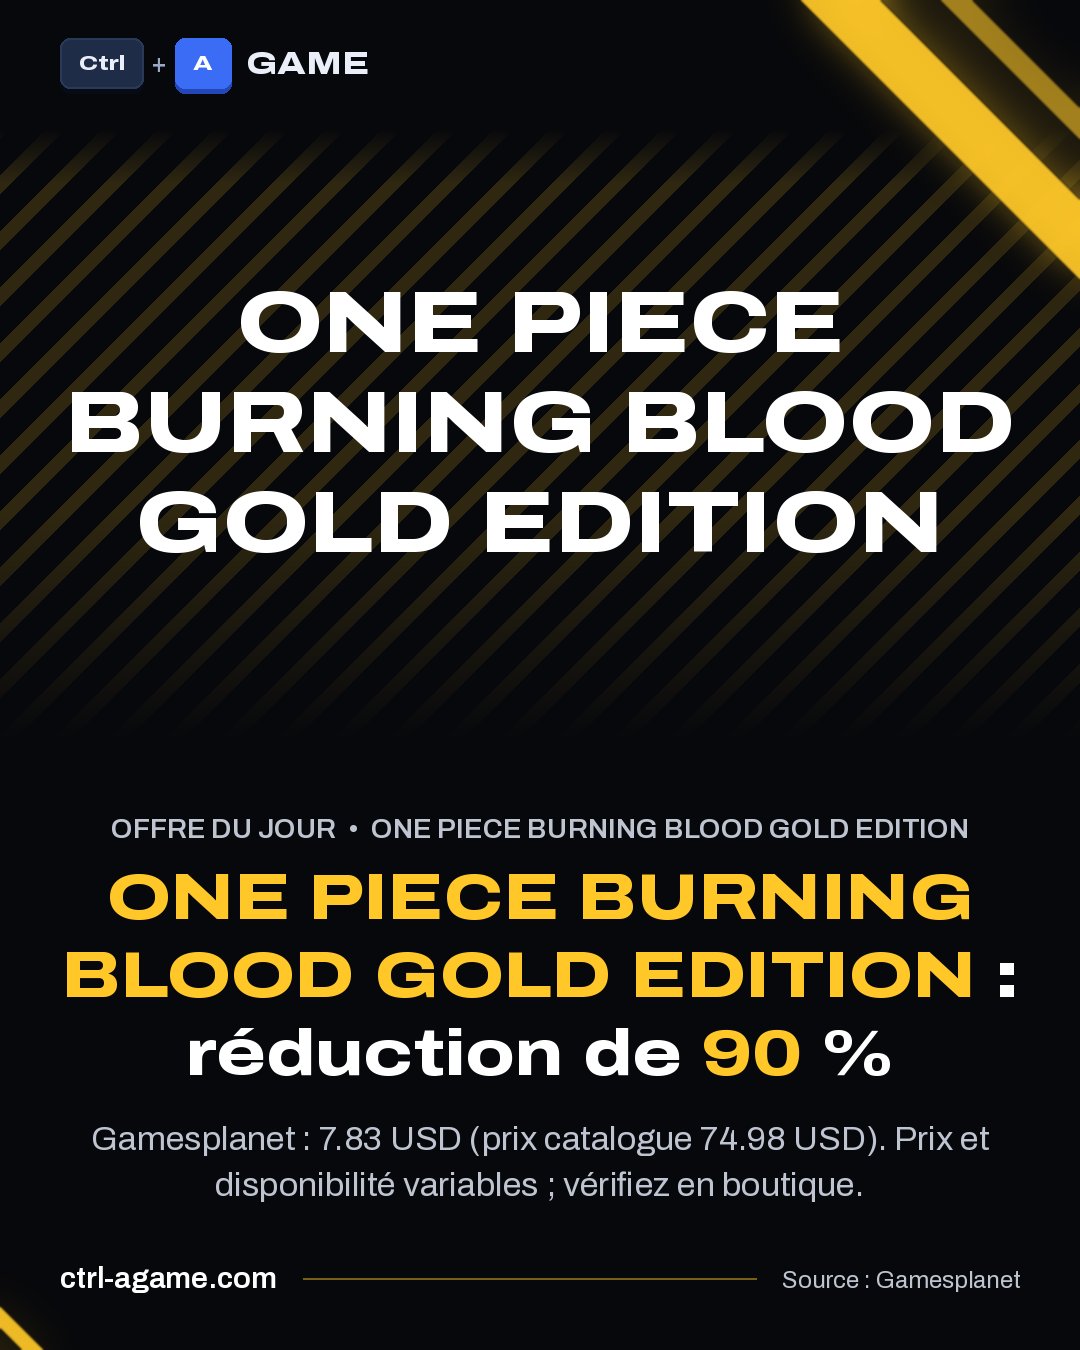 Ctrl + A GAME
ONE PIECE
BURNING BLOOD
GOLD EDITION
OFFRE DU JOUR • ONE PIECE BURNING BLOOD GOLD EDITION
ONE PIECE BURNING
BLOOD GOLD EDITION :
réduction de 90 %
Gamesplanet : 7.83 USD (prix catalogue 74.98 USD). Prix et
disponibilité variables ; vérifiez en boutique.
ctrl-agame.com
Source : Gamesplanet